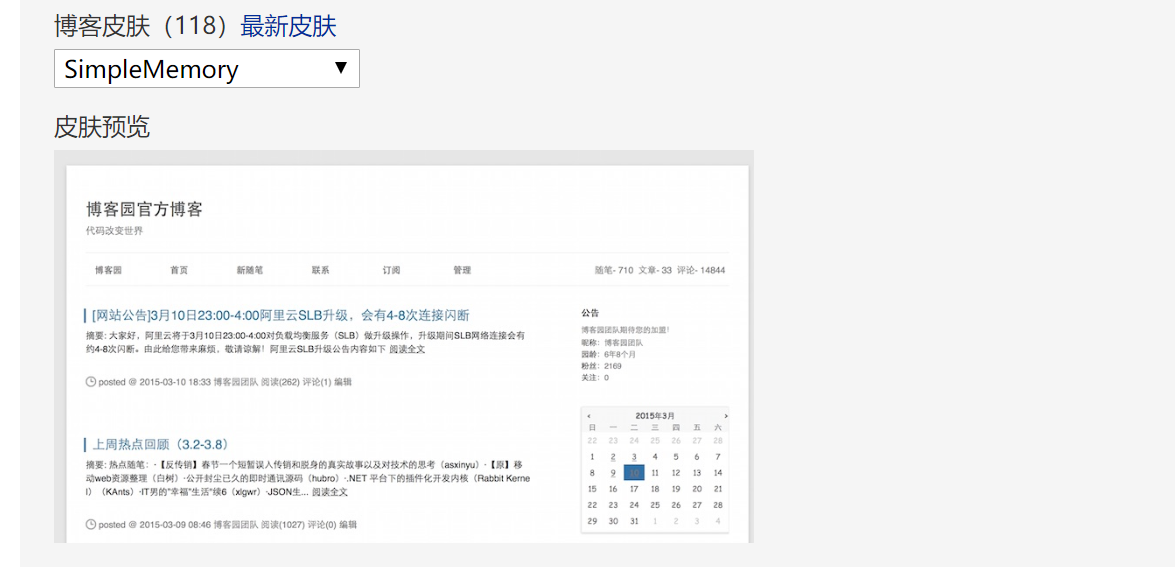 博客皮肤（118）最新皮肤
SimpleMemory
皮肤预览
博客园官方博客
代码改变世界
博客园 首页 新随笔 联系 订阅 管理 随笔- 710 文章- 33 评论- 14844
[网站公告]3月10日23:00-4:00阿里云SLB升级，会有4-8次连接闪断
摘要: 大家好，阿里云将于3月10日23:00-4:00对负载均衡服务（SLB）做升级操作，升级期间SLB网络连接会有
约4-8次闪断。由此给您带来麻烦，敬请谅解！阿里云SLB升级公告内容如下 阅读全文
posted @ 2015-03-10 18:33 博客园团队 阅读(262) 评论(1) 编辑
上周热点回顾（3.2-3.8）
摘要: 热点随笔：·【反传销】春节一个短暂误入传销和脱身的真实故事以及对技术的思考（asxinyu）·【原】移
动web资源整理（白树）·公开封尘已久的即时通讯源码（hubro）·.NET 平台下的插件化开发内核（Rabbit Kerne
l）（KAnts）·IT男的"幸福"生活"续6（xlgwr）·JSON生... 阅读全文
posted @ 2015-03-09 08:46 博客园团队 阅读(1027) 评论(0) 编辑
公告
博客园团队期待您的加盟！
昵称：博客园团队
园龄：6年8个月
粉丝：2169
关注：0
‹ 2015年3月 ›
日 一 二 三 四 五 六
22 23 24 25 26 27 28
1 2 3 4 5 6 7
8 9 10 11 12 13 14
15 16 17 18 19 20 21
22 23 24 25 26 27 28
29 30 31 1 2 3 4